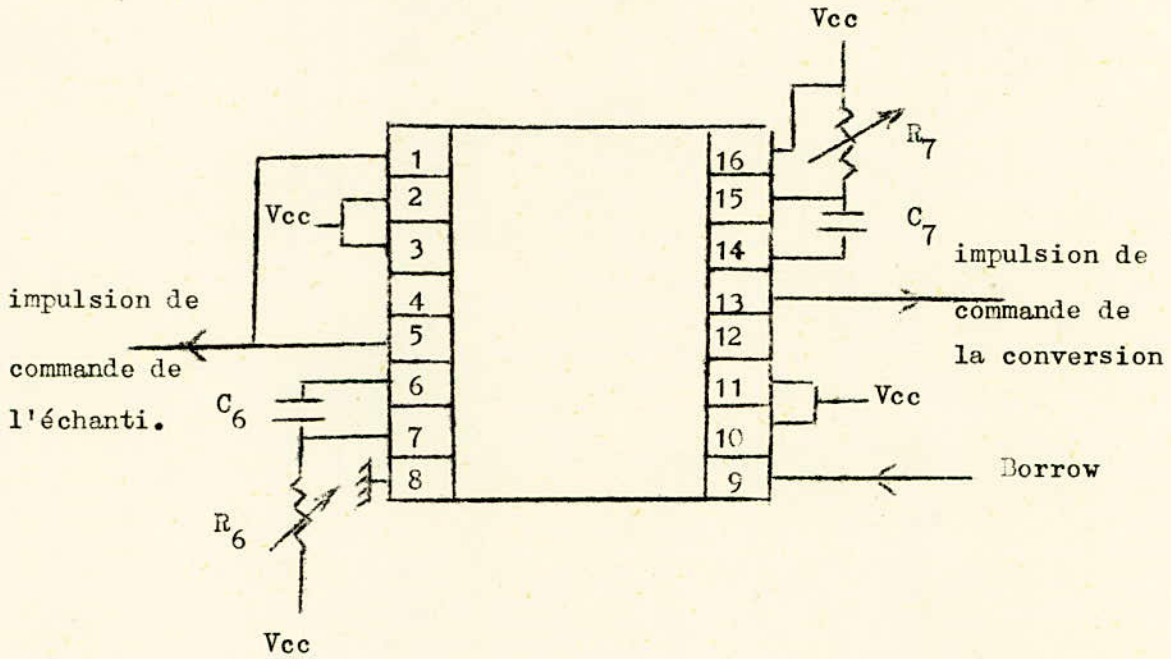 Vcc
R7
C7
1
2
3
4
5
6
7
8
16
15
14
13
12
11
10
9
Vcc
impulsion de
commande de
l'échanti.
C6
R6
Vcc
impulsion de
commande de
la conversion
Vcc
Borrow